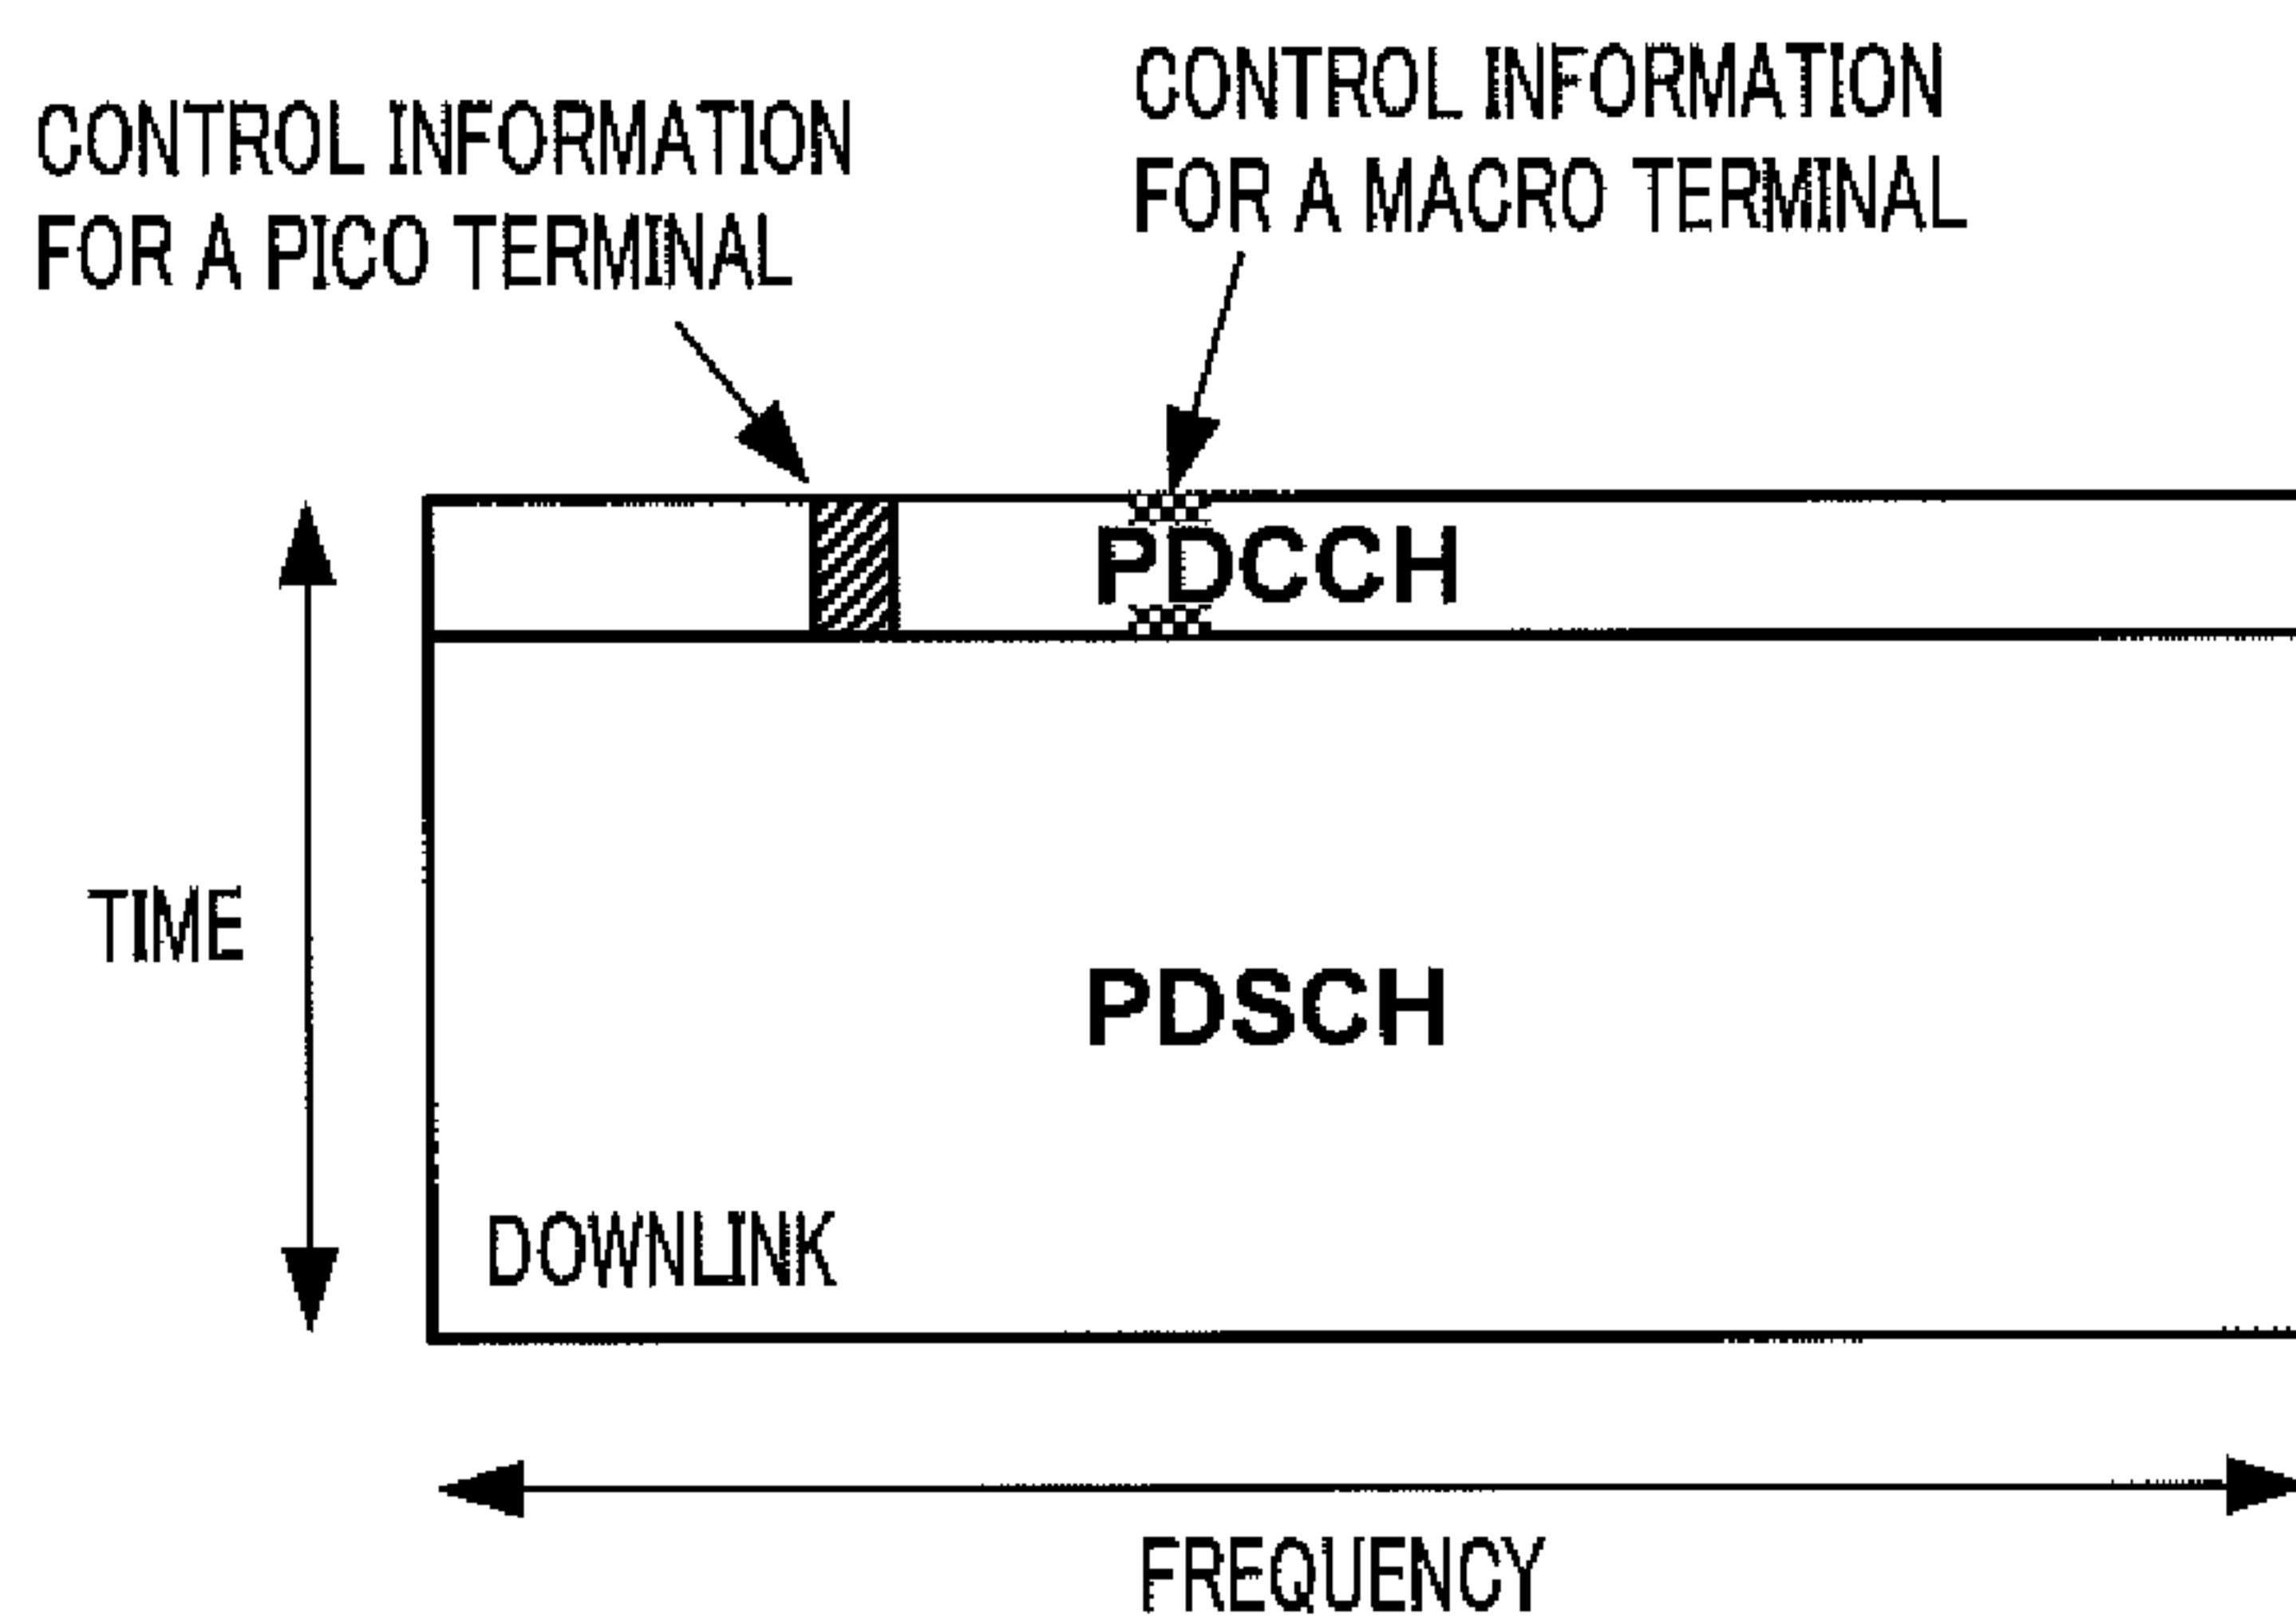 CONTROL INFORMATION
FOR A PICO TERMINAL
CONTROL INFORMATION
FOR A MACRO TERMINAL
PDCCH
TIME
PDSCH
DOWNLINK
FREQUENCY